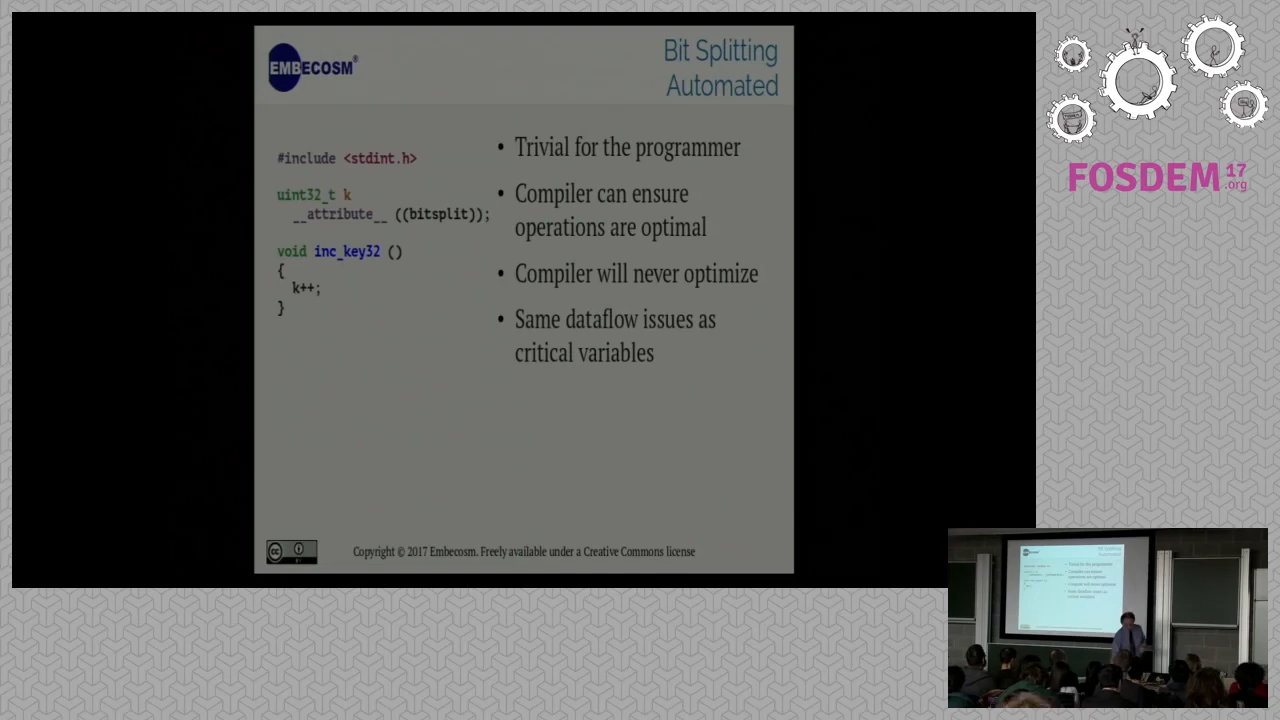 EMBECOSM®
Bit Splitting
Automated
#include <stdint.h>
uint32_t k
__attribute__ ((bitsplit));
void inc_key32 ()
{
k++;
}
• Trivial for the programmer
• Compiler can ensure
operations are optimal
• Compiler will never optimize
• Same dataflow issues as
critical variables
Copyright © 2017 Embecosm. Freely available under a Creative Commons license
FOSDEM 17
.org